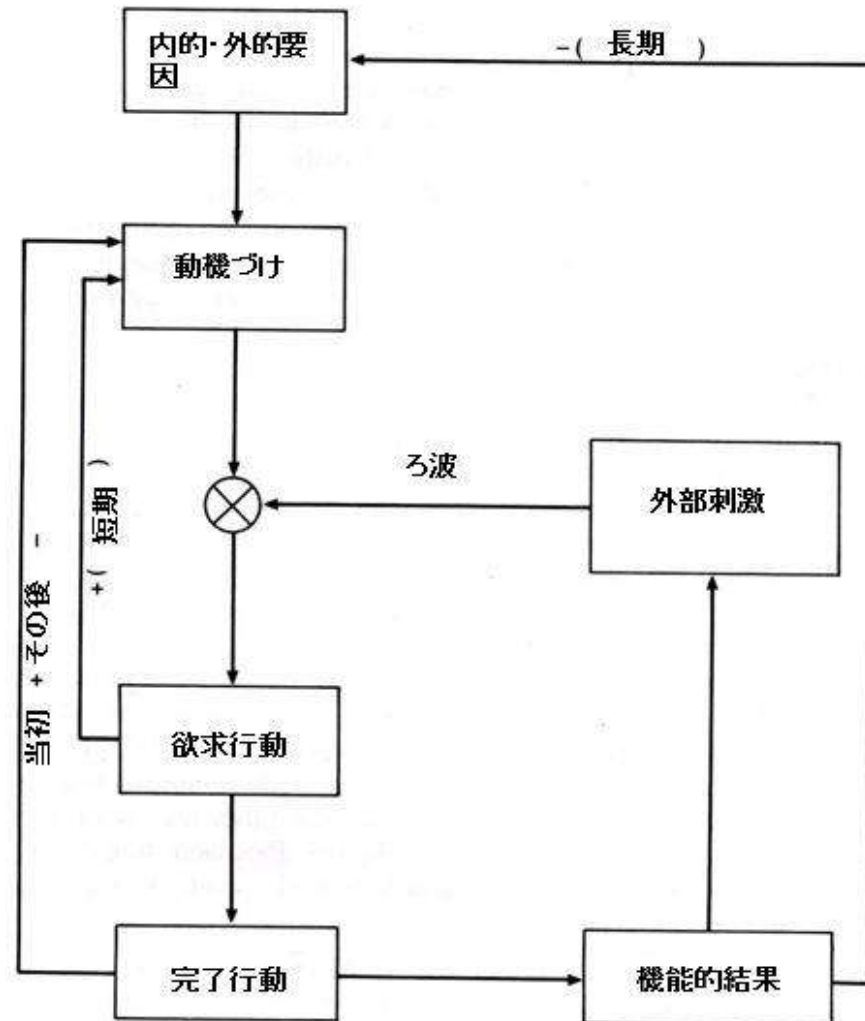 内的・外的要
因
-( 長期 )
動機づけ
ろ波
外部刺激
+( 短期 )
当初 + その後 -
欲求行動
完了行動
機能的結果